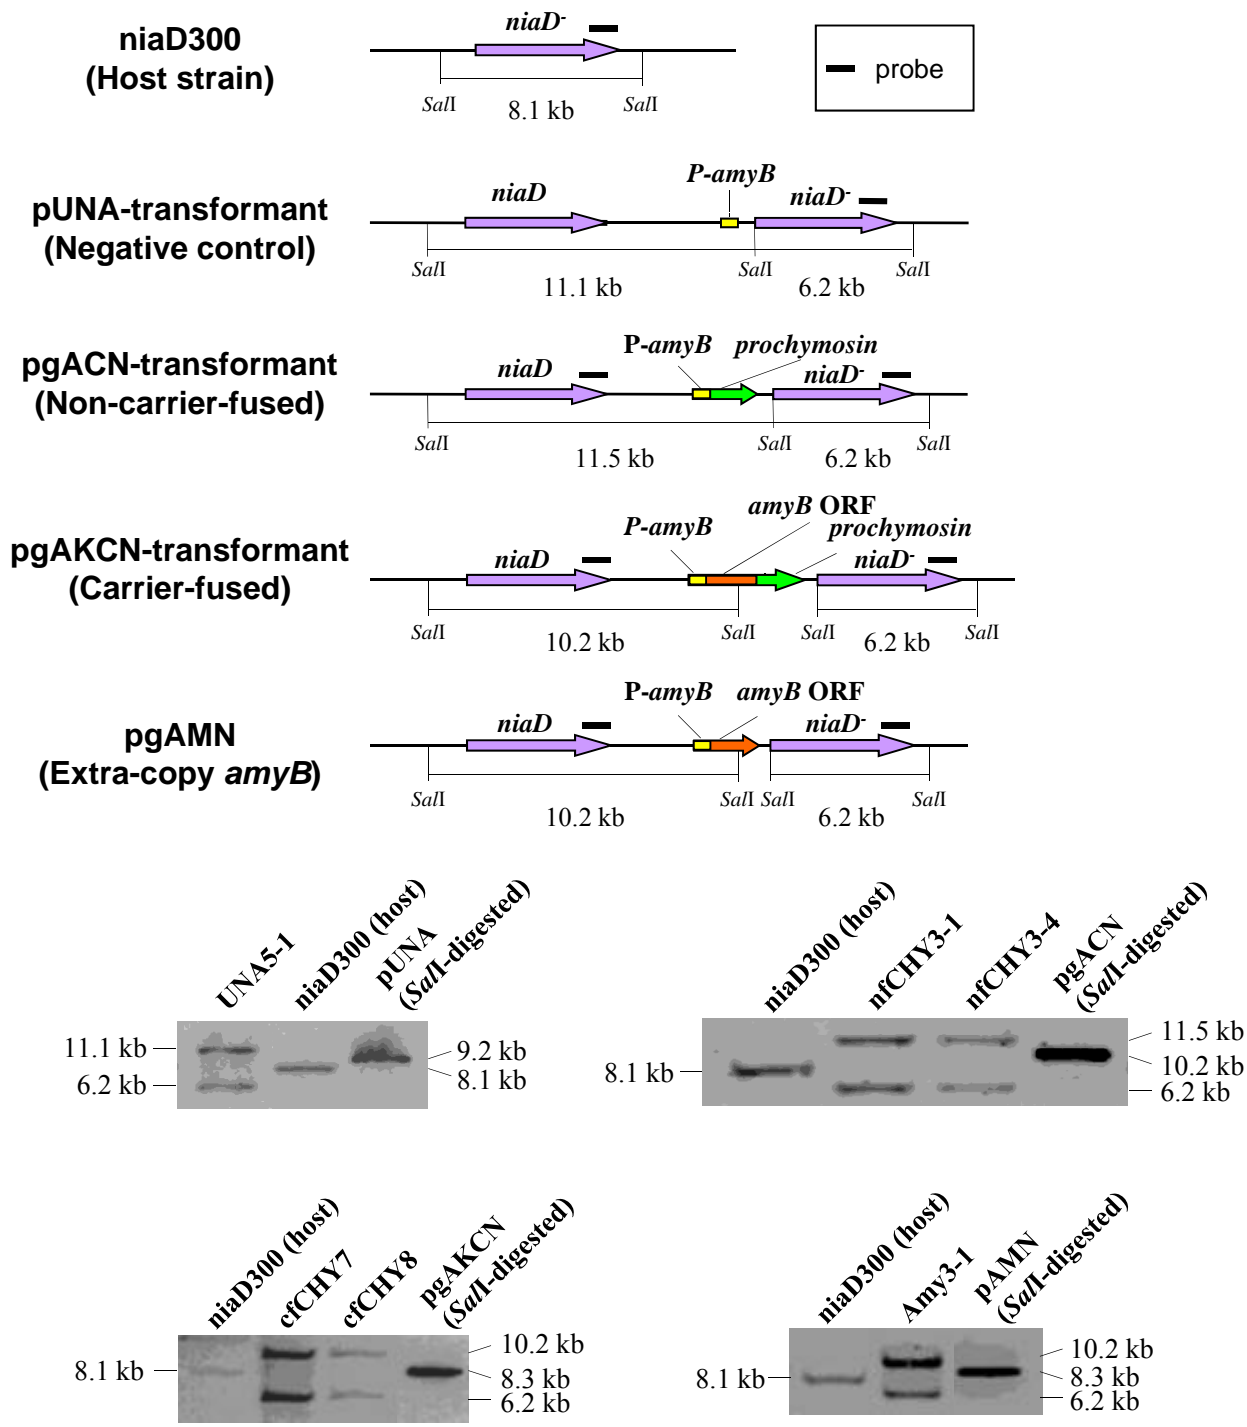 niaD300
(Host strain)
niaD-
SalI
8.1 kb
SalI
probe
pUNA-transformant
(Negative control)
niaD
P-amyB
niaD-
SalI
11.1 kb
SalI
6.2 kb
SalI
pgACN-transformant
(Non-carrier-fused)
niaD
P-amyB
prochymosin
niaD-
SalI
11.5 kb
SalI
6.2 kb
SalI
pgAKCN-transformant
(Carrier-fused)
niaD
P-amyB
amyB ORF
prochymosin
niaD-
SalI
10.2 kb
SalI
SalI
6.2 kb
SalI
pgAMN
(Extra-copy amyB)
niaD
P-amyB
amyB ORF
niaD-
SalI
10.2 kb
SalI
SalI
6.2 kb
SalI
UNA5-1
niaD300 (host)
pUNA
(SalI-digested)
11.1 kb
6.2 kb
9.2 kb
8.1 kb
niaD300 (host)
nfCHY3-1
nfCHY3-4
pgACN
(SalI-digested)
8.1 kb
11.5 kb
10.2 kb
6.2 kb
niaD300 (host)
cfCHY7
cfCHY8
pgAKCN
(SalI-digested)
8.1 kb
10.2 kb
8.3 kb
6.2 kb
niaD300 (host)
Amy3-1
pAMN
(SalI-digested)
8.1 kb
10.2 kb
8.3 kb
6.2 kb